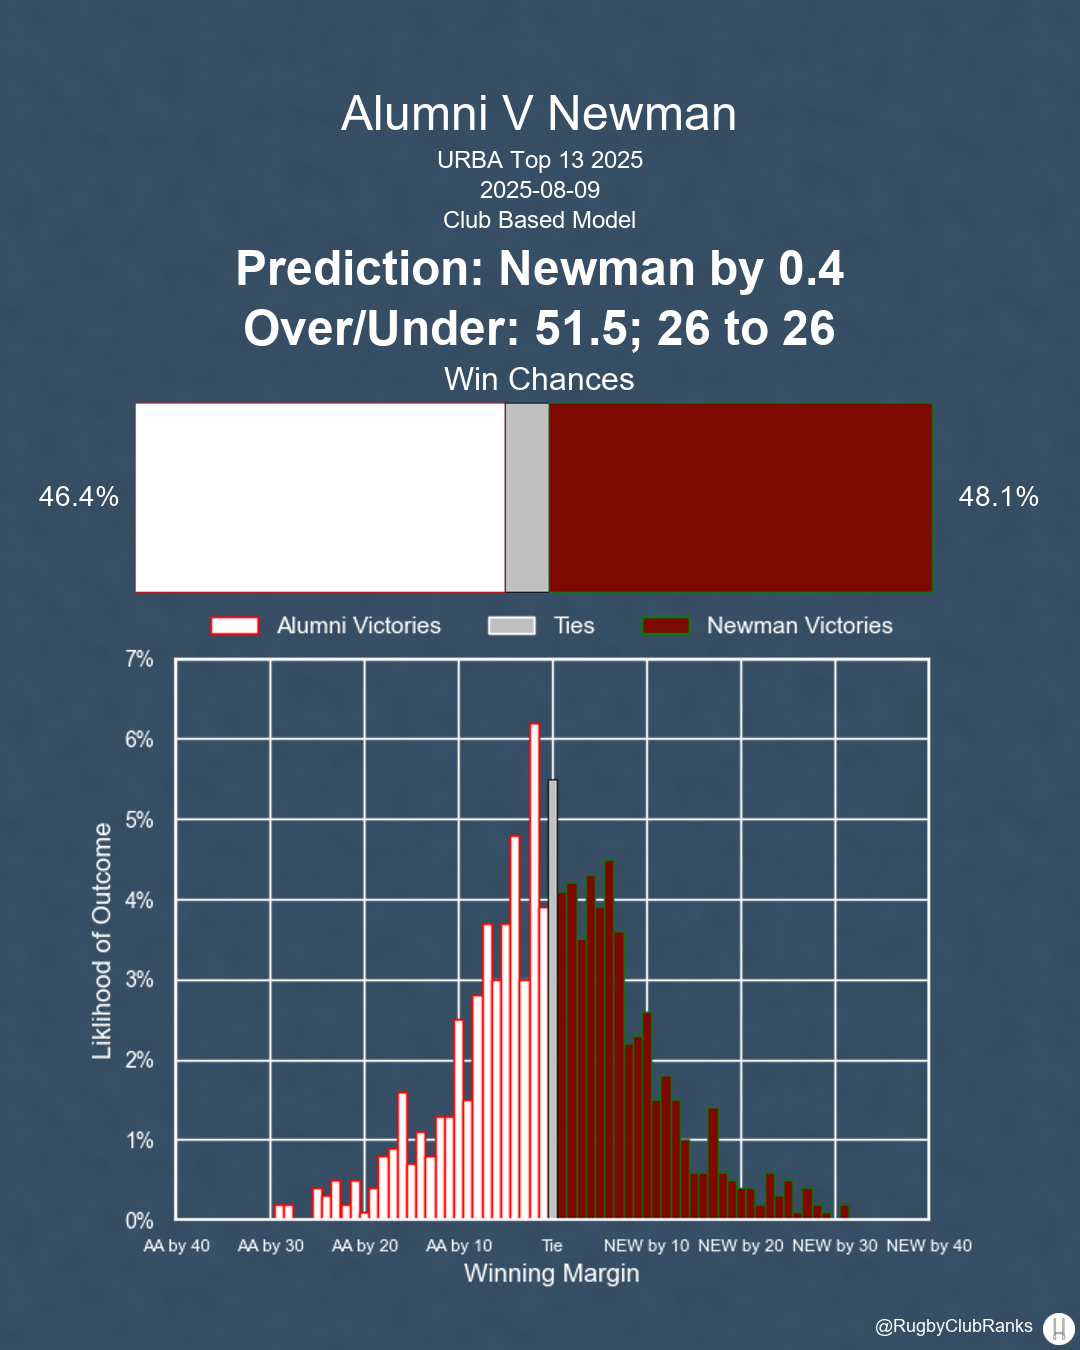 Alumni V Newman
URBA Top 13 2025
2025-08-09
Club Based Model
Prediction: Newman by 0.4
Over/Under: 51.5; 26 to 26
Win Chances
46.4%
48.1%
Alumni Victories
Ties
Newman Victories
7%
6%
5%
4%
3%
2%
1%
0%
Liklihood of Outcome
AA by 40
AA by 30
AA by 20
AA by 10
Tie
NEW by 10
NEW by 20
NEW by 30
NEW by 40
Winning Margin
@RugbyClubRanks